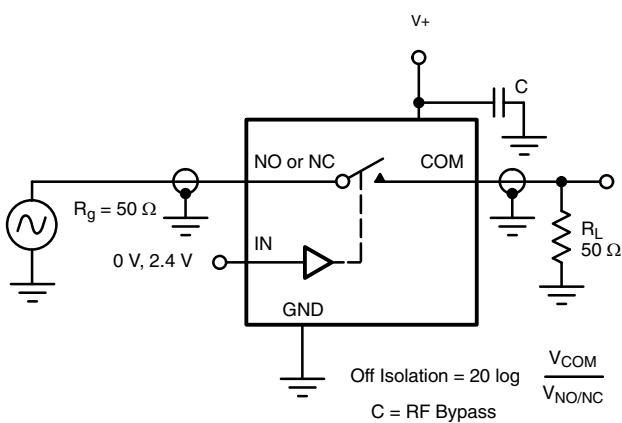 V+
C
NO or NC
COM
R_g = 50 Ω
IN
0 V, 2.4 V
R_L
50 Ω
GND
Off Isolation = 20 log V_COM / V_NO/NC
C = RF Bypass